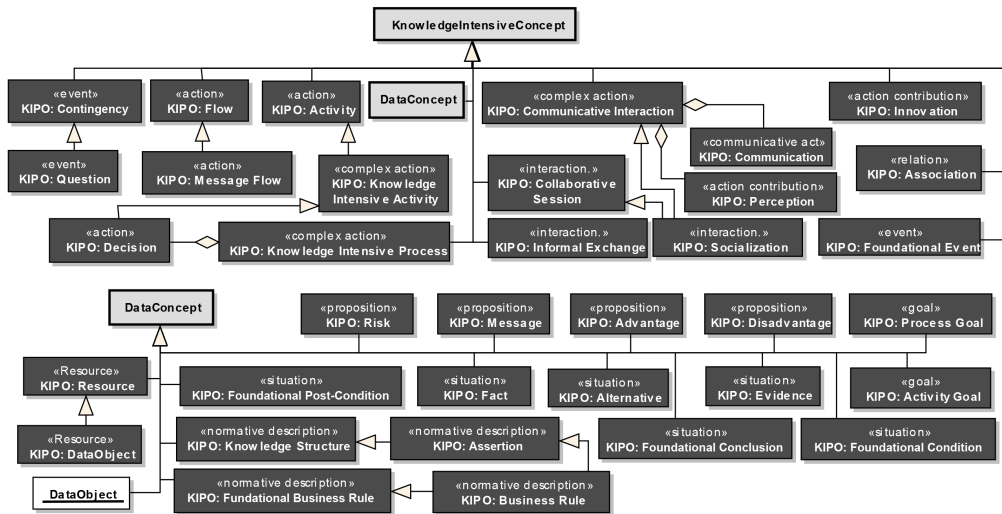 KnowledgeIntensiveConcept
«event»
KIPO: Contingency
«action»
KIPO: Flow
«action»
KIPO: Activity
DataConcept
«complex action»
KIPO: Communicative Interaction
«action contribution»
KIPO: Innovation
«communicative act»
KIPO: Communication
«event»
KIPO: Question
«action»
KIPO: Message Flow
«complex action»
KIPO: Knowledge
Intensive Activity
«interaction.»
KIPO: Collaborative
Session
«action contribution»
KIPO: Perception
«relation»
KIPO: Association
«action»
KIPO: Decision
«complex action»
KIPO: Knowledge Intensive Process
«interaction.»
KIPO: Informal Exchange
«interaction.»
KIPO: Socialization
«event»
KIPO: Foundational Event
DataConcept
«proposition»
KIPO: Risk
«proposition»
KIPO: Message
«proposition»
KIPO: Advantage
«proposition»
KIPO: Disadvantage
«goal»
KIPO: Process Goal
«Resource»
KIPO: Resource
«situation»
KIPO: Foundational Post-Condition
«situation»
KIPO: Fact
«situation»
KIPO: Alternative
«situation»
KIPO: Evidence
«goal»
KIPO: Activity Goal
«Resource»
KIPO: DataObject
«normative description»
KIPO: Knowledge Structure
«normative description»
KIPO: Assertion
«situation»
KIPO: Foundational Conclusion
«situation»
KIPO: Foundational Condition
DataObject
«normative description»
KIPO: Fundational Business Rule
«normative description»
KIPO: Business Rule